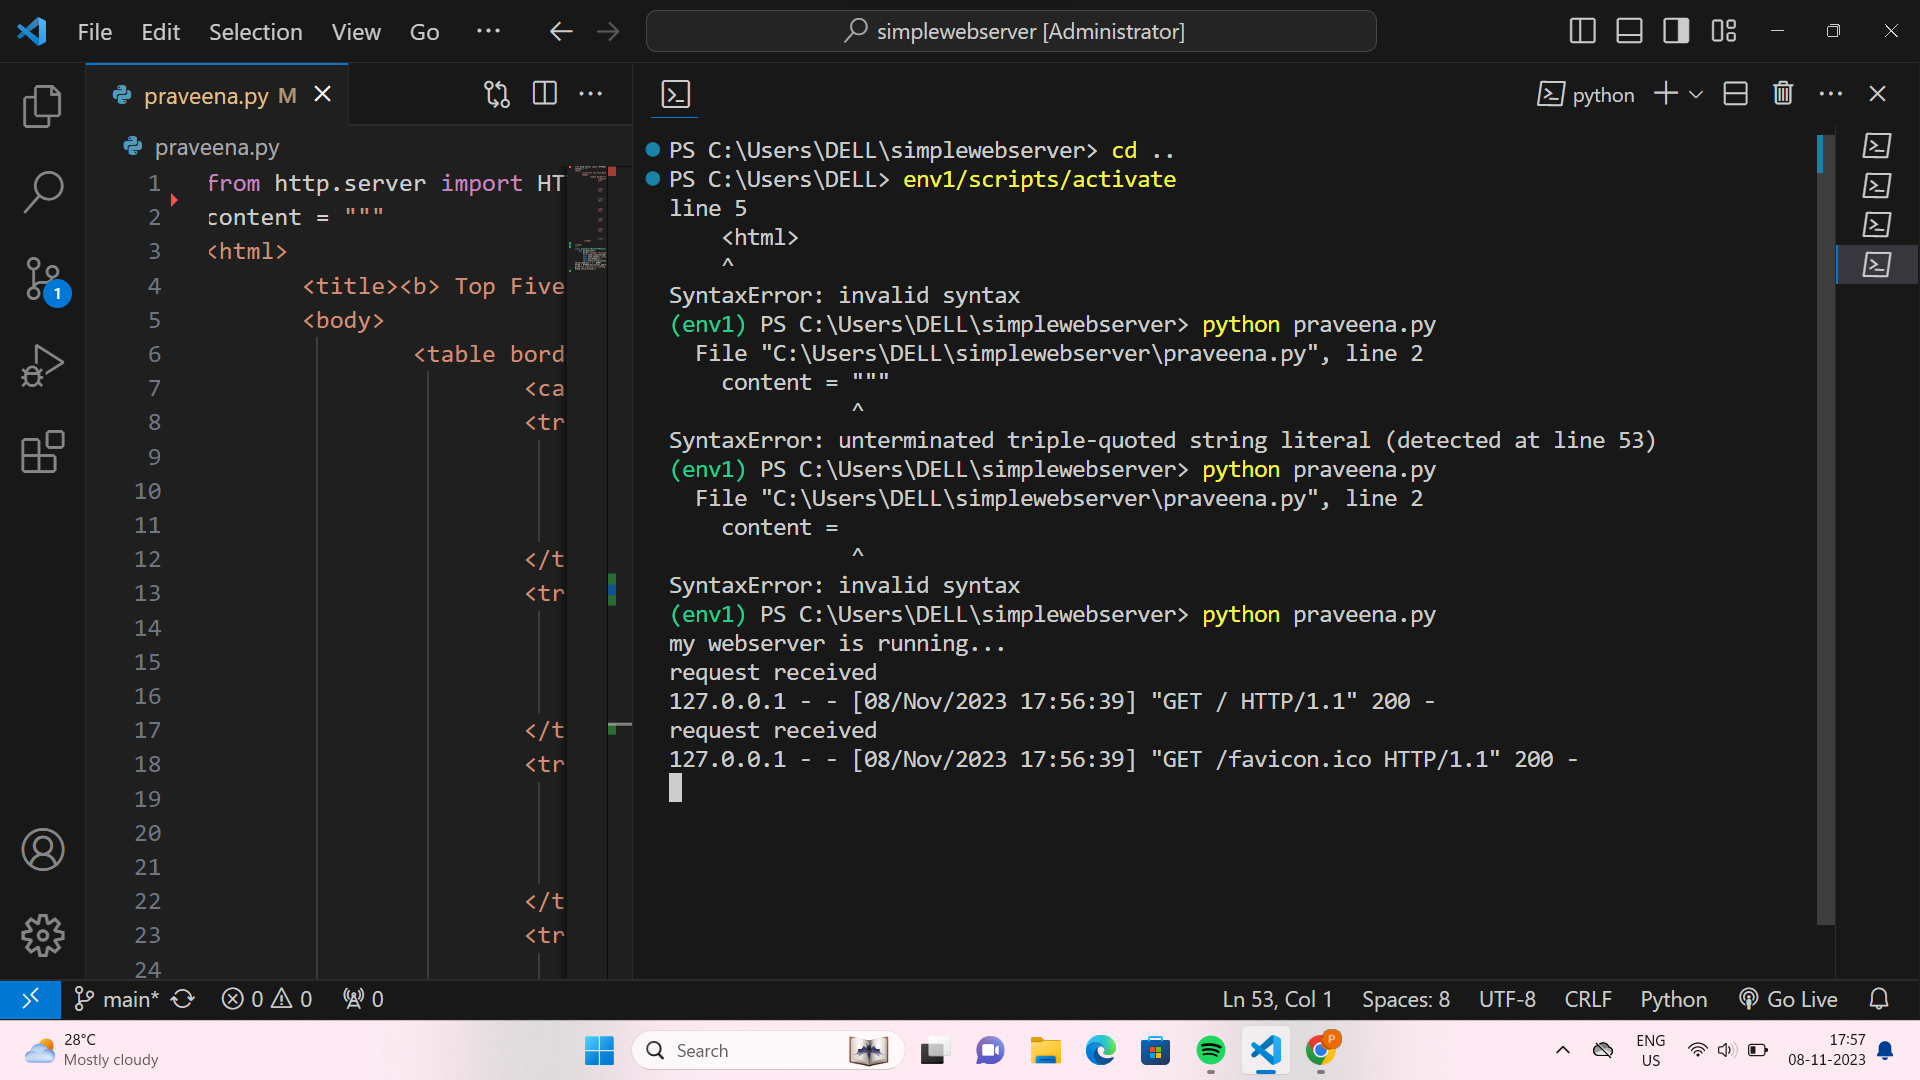 File Edit Selection View Go ...
simplewebserver [Administrator]
praveena.py M
praveena.py
1 from http.server import HT
2 content = """
3 <html>
4 <title><b> Top Five
5 <body>
6 <table bord
7 <ca
8 <tr
9
10
11
12 </t
13 <tr
14
15
16
17 </t
18 <tr
19
20
21
22 </t
23 <tr
24
python
PS C:\Users\DELL\simplewebserver> cd ..
PS C:\Users\DELL> env1/scripts/activate
line 5
<html>
^
SyntaxError: invalid syntax
(env1) PS C:\Users\DELL\simplewebserver> python praveena.py
File "C:\Users\DELL\simplewebserver\praveena.py", line 2
content = """
^
SyntaxError: unterminated triple-quoted string literal (detected at line 53)
(env1) PS C:\Users\DELL\simplewebserver> python praveena.py
File "C:\Users\DELL\simplewebserver\praveena.py", line 2
content =
^
SyntaxError: invalid syntax
(env1) PS C:\Users\DELL\simplewebserver> python praveena.py
my webserver is running...
request received
127.0.0.1 - - [08/Nov/2023 17:56:39] "GET / HTTP/1.1" 200 -
request received
127.0.0.1 - - [08/Nov/2023 17:56:39] "GET /favicon.ico HTTP/1.1" 200 -
1
main* 0 0 0
Ln 53, Col 1 Spaces: 8 UTF-8 CRLF Python Go Live
28°C
Mostly cloudy
Search
P
ENG
US
17:57
08-11-2023